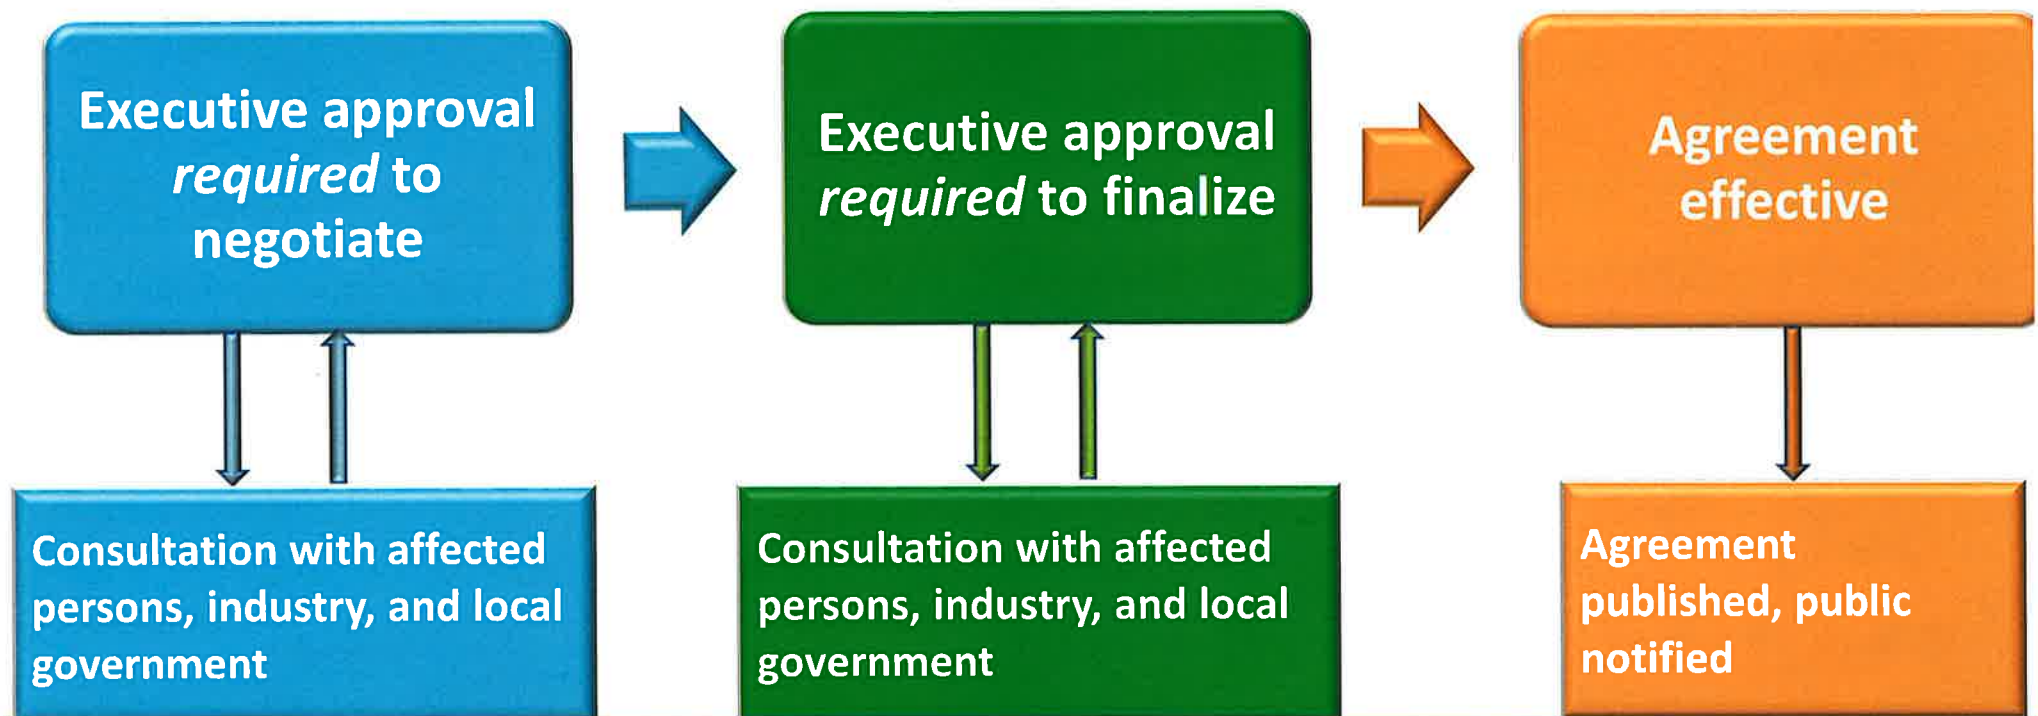 Executive approval
required to
negotiate
Executive approval
required to finalize
Agreement
effective
Consultation with affected
persons, industry, and local
government
Consultation with affected
persons, industry, and local
government
Agreement
published, public
notified